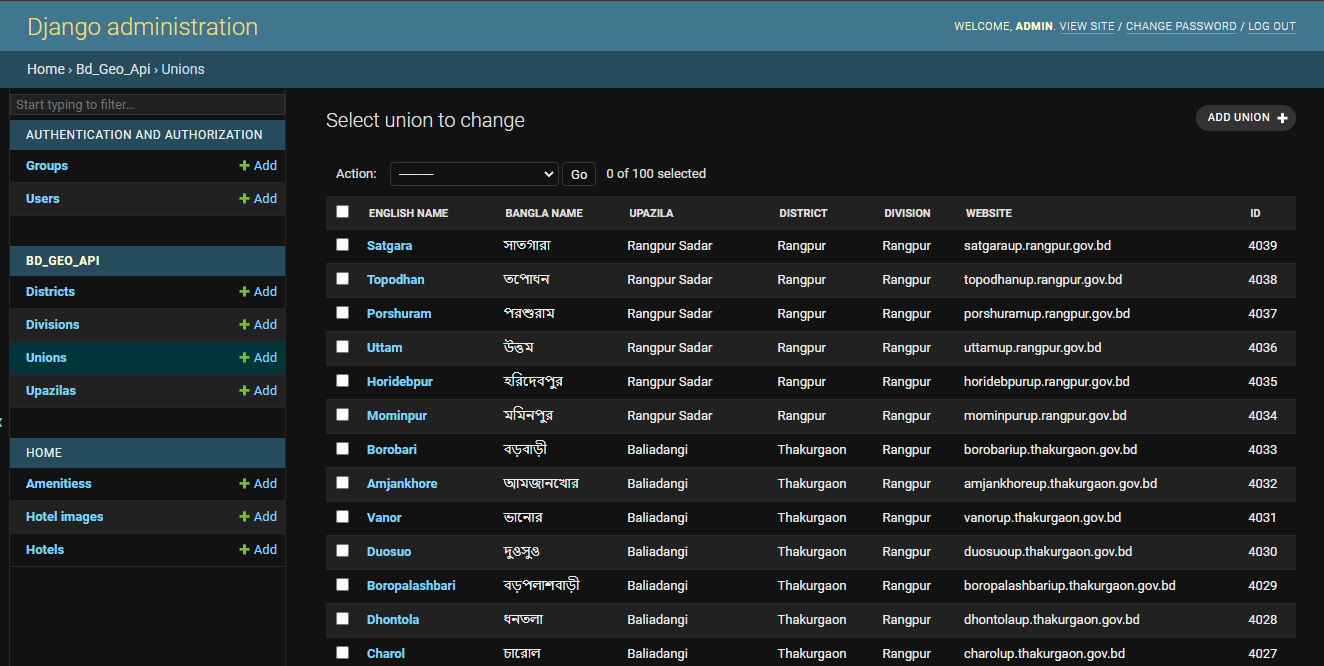 Django administration
WELCOME, ADMIN. VIEW SITE / CHANGE PASSWORD / LOG OUT
Home › Bd_Geo_Api › Unions
Start typing to filter...
AUTHENTICATION AND AUTHORIZATION
Groups Add
Users Add
BD_GEO_API
Districts Add
Divisions Add
Unions Add
Upazilas Add
HOME
Amenitiess Add
Hotel images Add
Hotels Add
Select union to change
ADD UNION
Action: --------- Go 0 of 100 selected
ENGLISH NAME BANGLA NAME UPAZILA DISTRICT DIVISION WEBSITE ID
Satgara সাতগারা Rangpur Sadar Rangpur Rangpur satgaraup.rangpur.gov.bd 4039
Topodhan তপোধন Rangpur Sadar Rangpur Rangpur topodhanup.rangpur.gov.bd 4038
Porshuram পরশুরাম Rangpur Sadar Rangpur Rangpur porshuramup.rangpur.gov.bd 4037
Uttam উত্তম Rangpur Sadar Rangpur Rangpur uttamup.rangpur.gov.bd 4036
Horidebpur হরিদেবপুর Rangpur Sadar Rangpur Rangpur horidebpurup.rangpur.gov.bd 4035
Mominpur মমিনপুর Rangpur Sadar Rangpur Rangpur mominpurup.rangpur.gov.bd 4034
Borobari বড়বাড়ী Baliadangi Thakurgaon Rangpur borobariup.thakurgaon.gov.bd 4033
Amjankhore আমজানখোর Baliadangi Thakurgaon Rangpur amjankhoreup.thakurgaon.gov.bd 4032
Vanor ভানোর Baliadangi Thakurgaon Rangpur vanorup.thakurgaon.gov.bd 4031
Duosuo দুওসুও Baliadangi Thakurgaon Rangpur duosuoup.thakurgaon.gov.bd 4030
Boropalashbari বড়পলাশবাড়ী Baliadangi Thakurgaon Rangpur boropalashbariup.thakurgaon.gov.bd 4029
Dhontola ধনতলা Baliadangi Thakurgaon Rangpur dhontolaup.thakurgaon.gov.bd 4028
Charol চারোল Baliadangi Thakurgaon Rangpur charolup.thakurgaon.gov.bd 4027